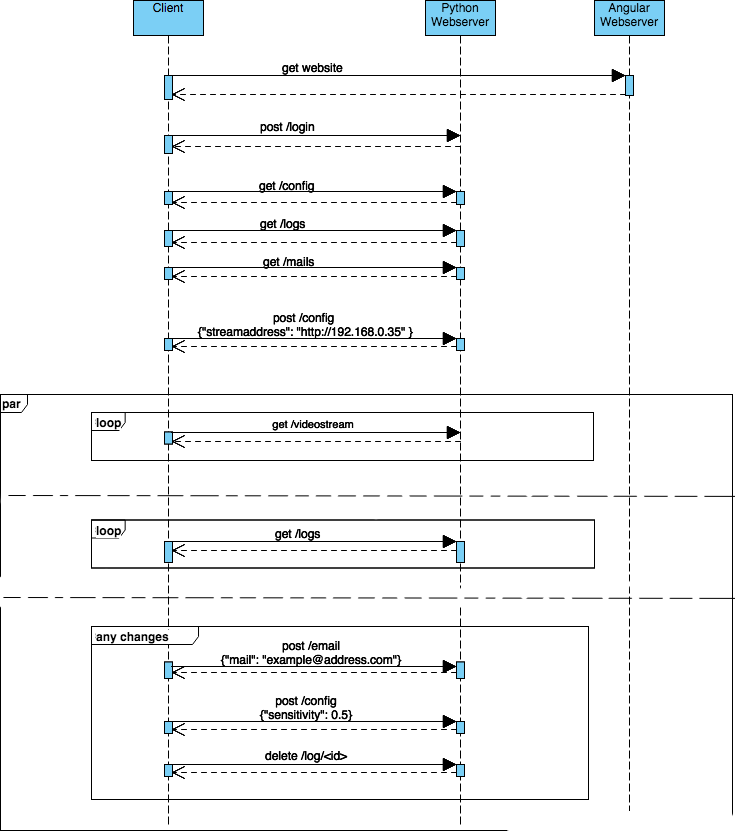 Client
Python
Webserver
Angular
Webserver
get website
post /login
get /config
get /logs
get /mails
post /config
{"streamaddress": "http://192.168.0.35" }
par
loop
get /videostream
loop
get /logs
any changes
post /email
{"mail": "example@address.com"}
post /config
{"sensitivity": 0.5}
delete /log/<id>